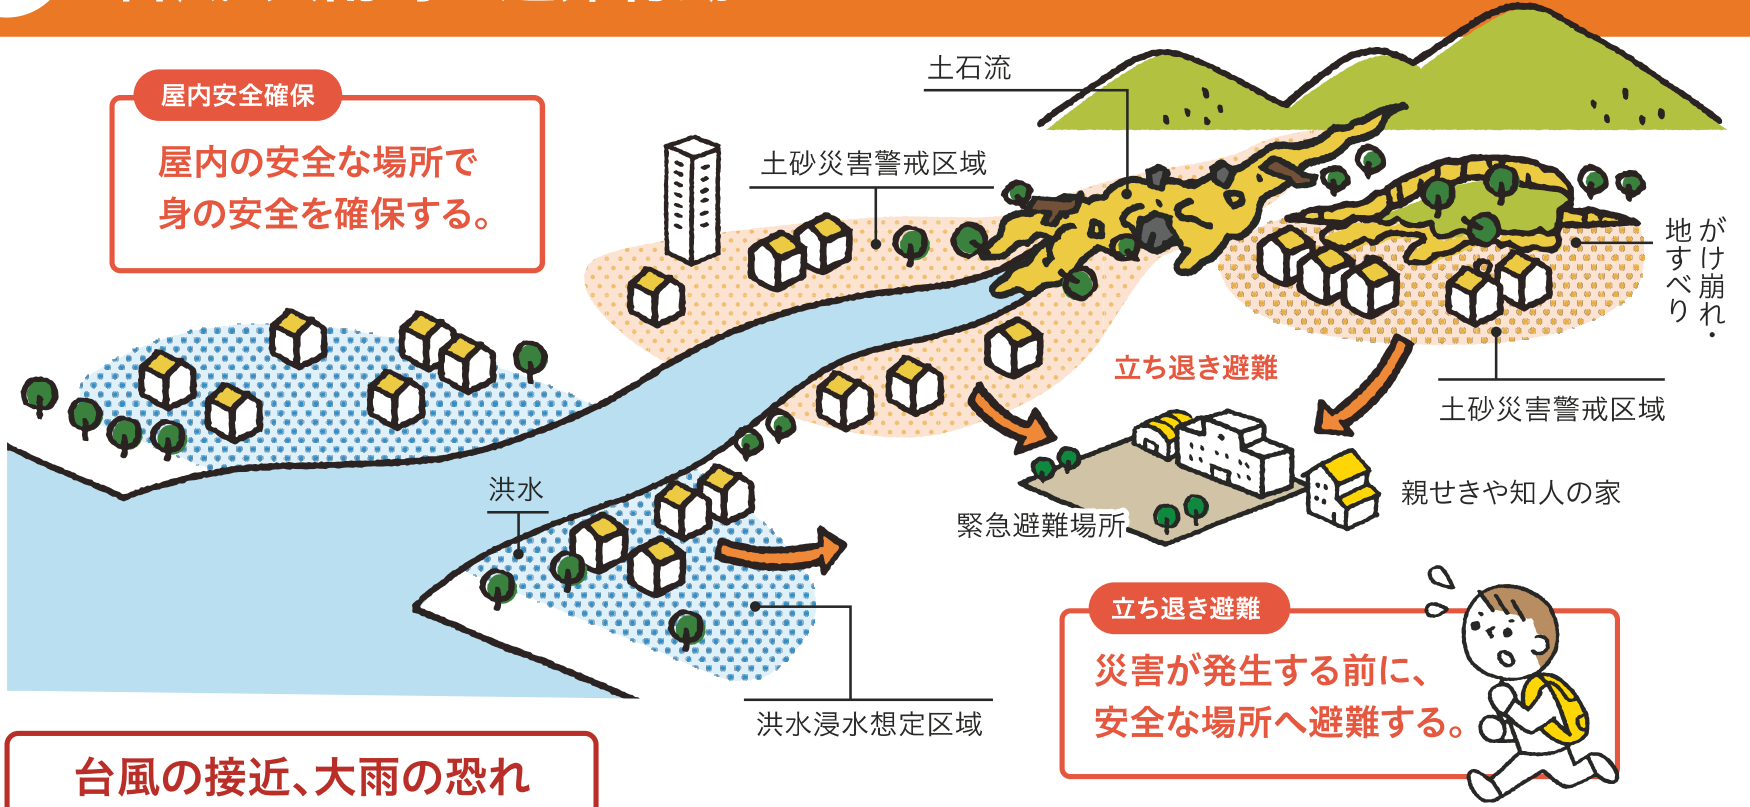 土石流
屋内安全確保
屋内の安全な場所で
身の安全を確保する。
土砂災害警戒区域
がけ崩れ・
地すべり
立ち退き避難
土砂災害警戒区域
洪水
親せきや知人の家
緊急避難場所
立ち退き避難
災害が発生する前に、
安全な場所へ避難する。
洪水浸水想定区域
台風の接近、大雨の恐れ